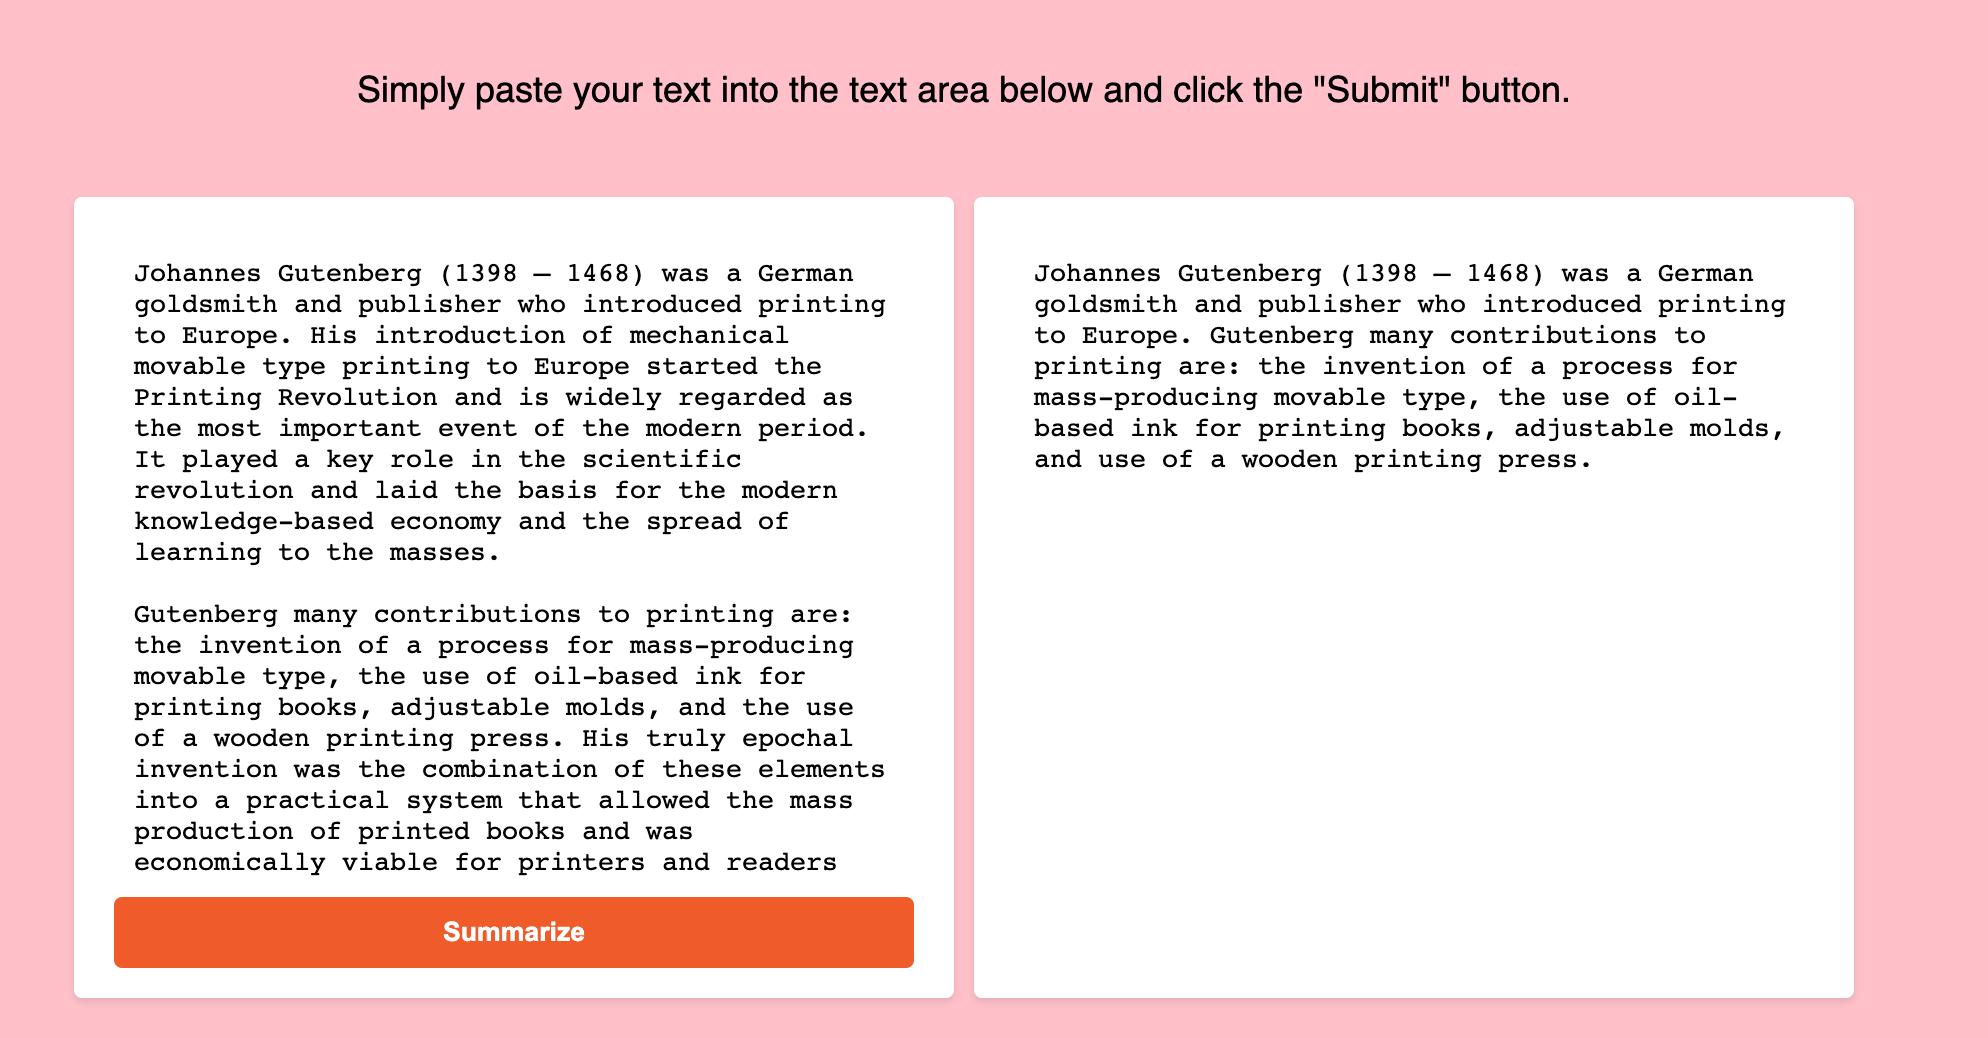 Simply paste your text into the text area below and click the "Submit" button.
Johannes Gutenberg (1398 – 1468) was a German
goldsmith and publisher who introduced printing
to Europe. His introduction of mechanical
movable type printing to Europe started the
Printing Revolution and is widely regarded as
the most important event of the modern period.
It played a key role in the scientific
revolution and laid the basis for the modern
knowledge-based economy and the spread of
learning to the masses.
Gutenberg many contributions to printing are:
the invention of a process for mass-producing
movable type, the use of oil-based ink for
printing books, adjustable molds, and the use
of a wooden printing press. His truly epochal
invention was the combination of these elements
into a practical system that allowed the mass
production of printed books and was
economically viable for printers and readers
Summarize
Johannes Gutenberg (1398 – 1468) was a German
goldsmith and publisher who introduced printing
to Europe. Gutenberg many contributions to
printing are: the invention of a process for
mass-producing movable type, the use of oil-
based ink for printing books, adjustable molds,
and use of a wooden printing press.